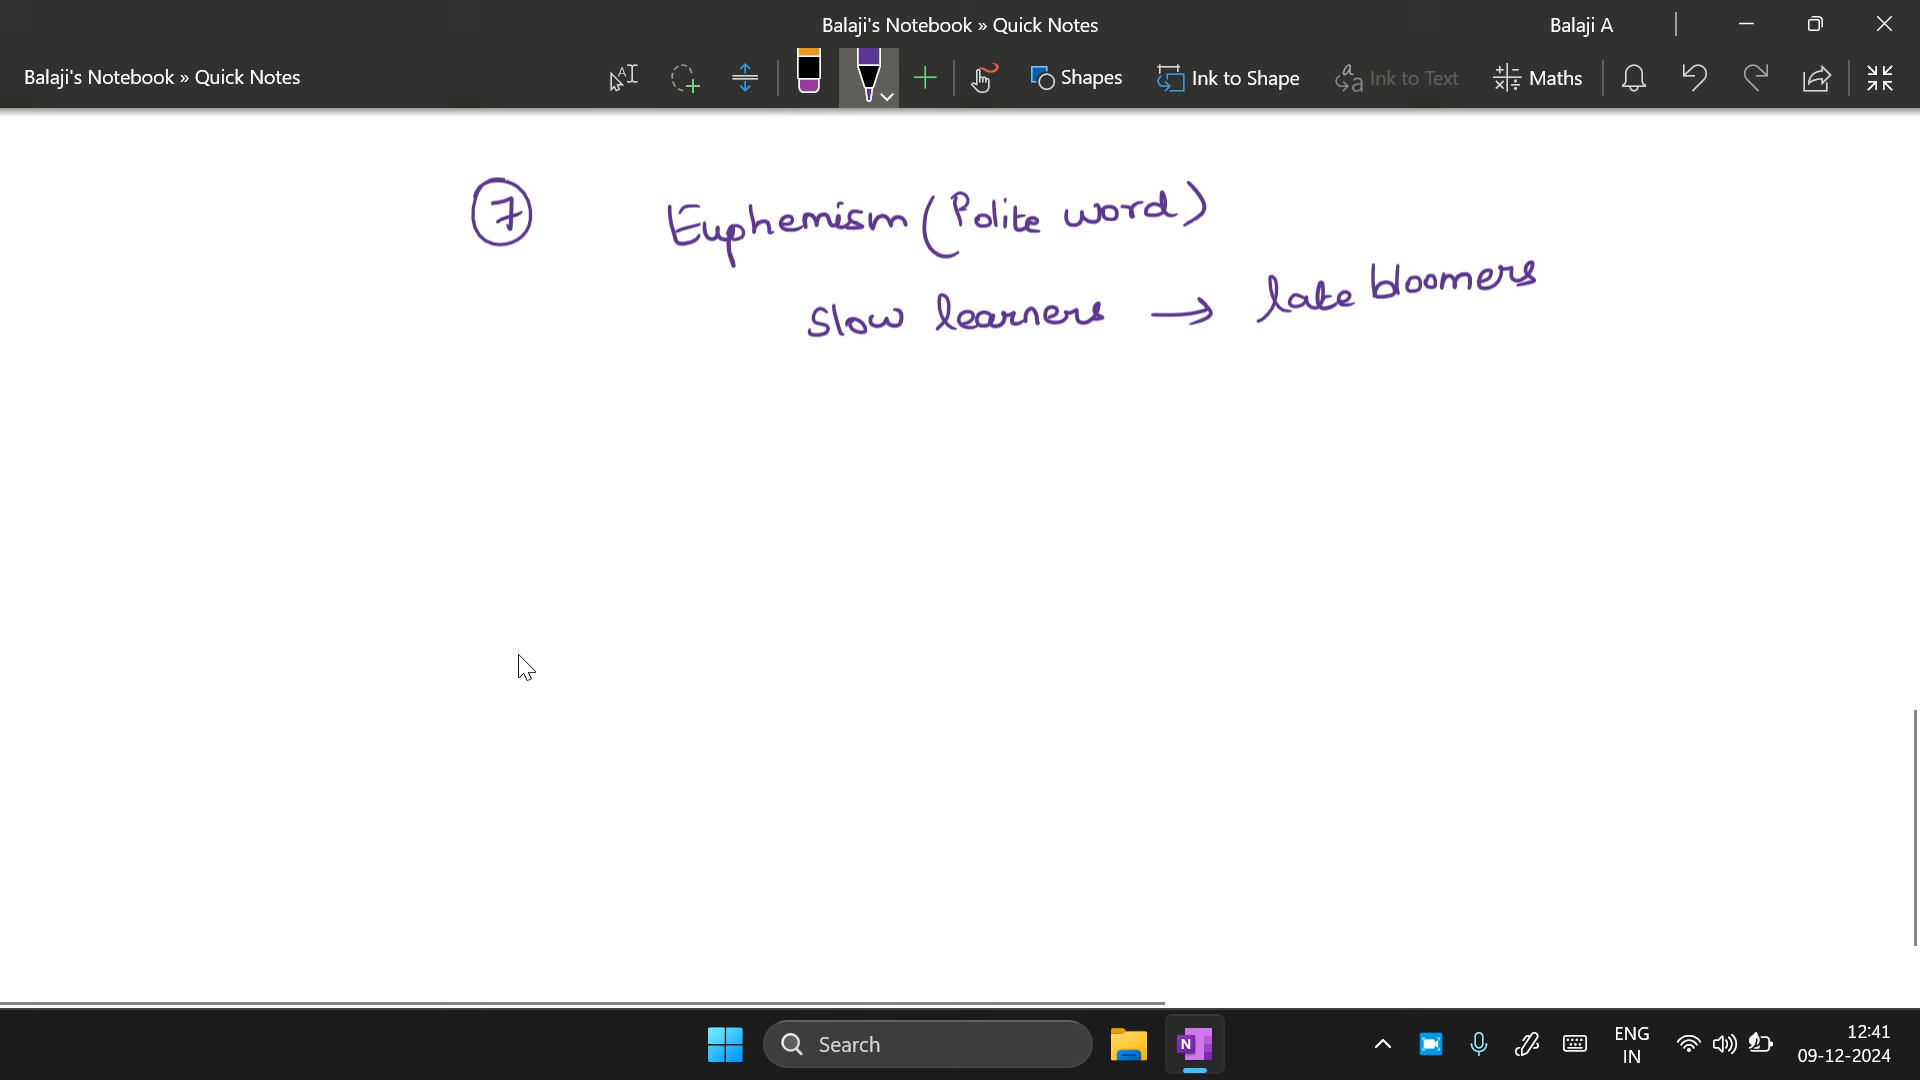 Balaji's Notebook » Quick Notes
Balaji A
Balaji's Notebook » Quick Notes
Shapes
Ink to Shape
Ink to Text
Maths
7 Euphemism (Polite word)
slow learners → late bloomers
Search
ENG
IN
12:41
09-12-2024